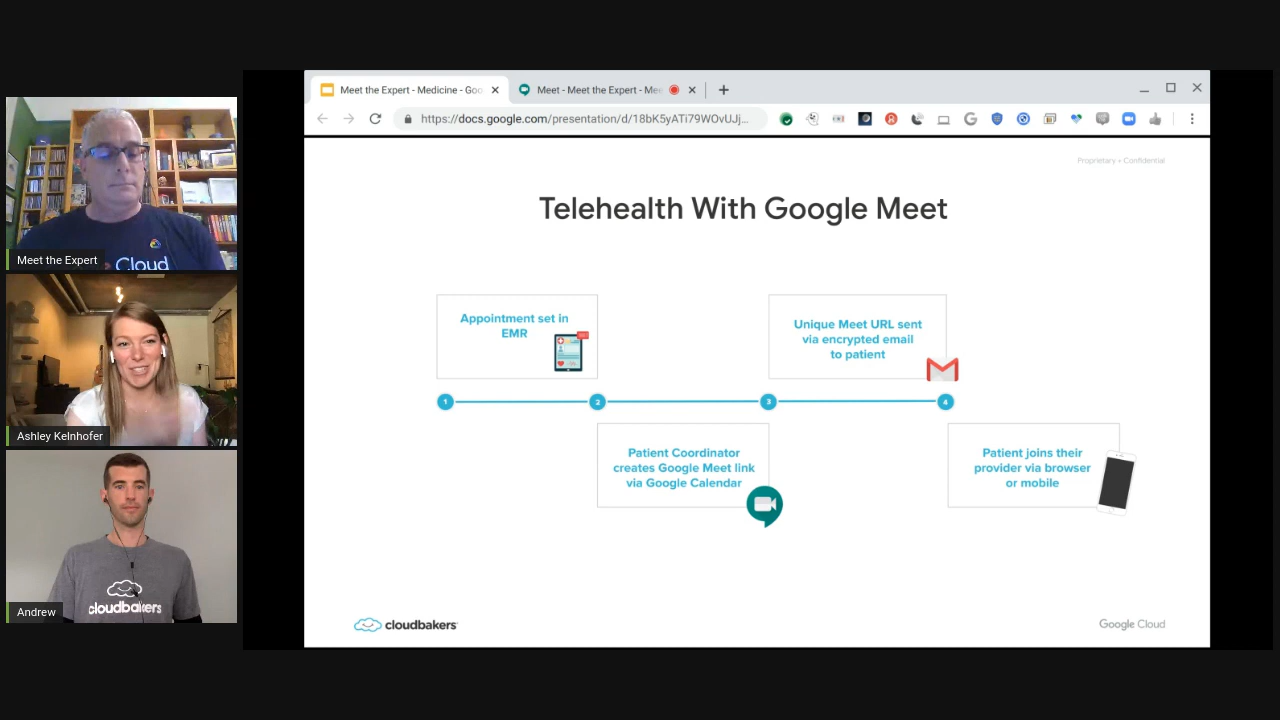 Meet the Expert - Medicine - Goo
Meet - Meet the Expert - Mee
https://docs.google.com/presentation/d/18bK5yATi79WOvUJj...
Proprietary + Confidential
Telehealth With Google Meet
Appointment set in
EMR
Unique Meet URL sent
via encrypted email
to patient
1
2
3
4
Patient Coordinator
creates Google Meet link
via Google Calendar
Patient joins their
provider via browser
or mobile
cloudbakers
Google Cloud
Cloud
Meet the Expert
Ashley Kelnhofer
cloudbakers
Andrew